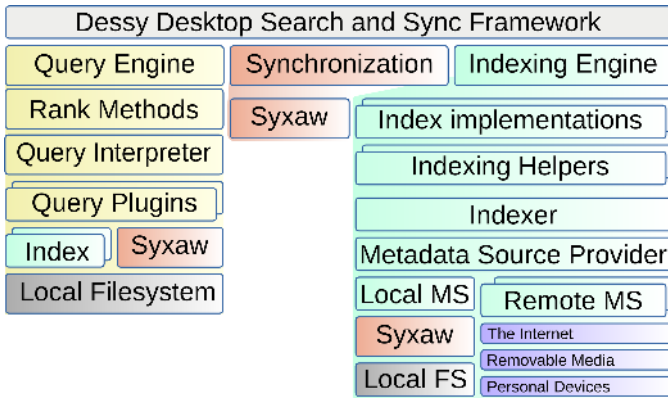 Dessy Desktop Search and Sync Framework
Query Engine
Synchronization
Indexing Engine
Rank Methods
Syxaw
Index implementations
Query Interpreter
Indexing Helpers
Query Plugins
Indexer
Index
Syxaw
Metadata Source Provider
Local Filesystem
Local MS
Remote MS
Syxaw
The Internet
Removable Media
Local FS
Personal Devices